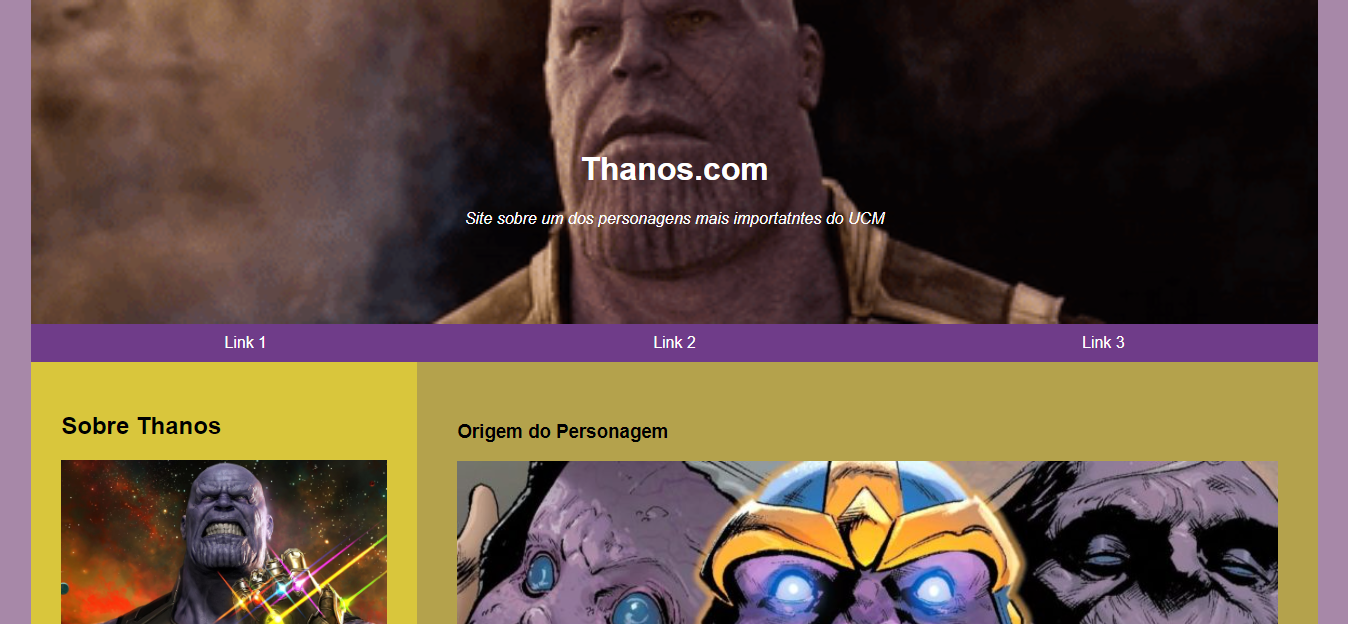 Thanos.com
Site sobre um dos personagens mais importatntes do UCM
Link 1
Link 2
Link 3
Sobre Thanos
Origem do Personagem